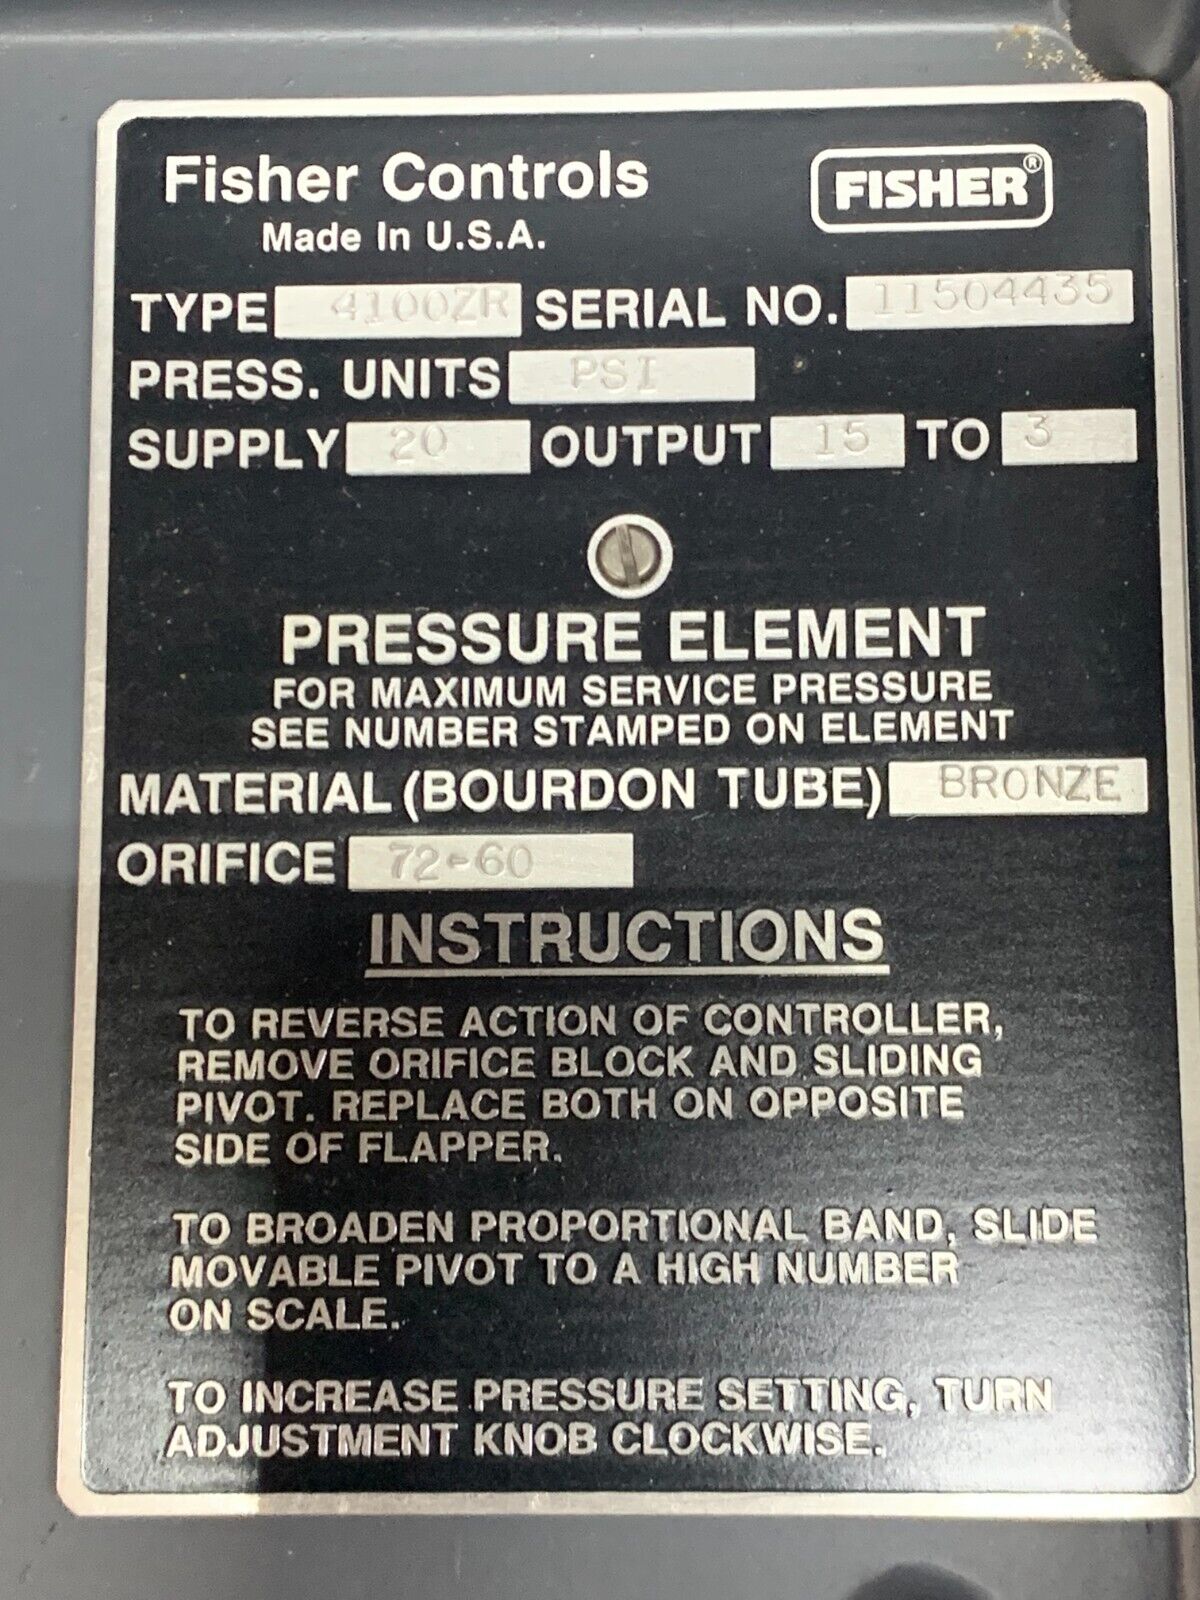 Fisher Controls
Made In U.S.A.
FISHER®
TYPE 4100ZR SERIAL NO. 11504435
PRESS. UNITS PSI
SUPPLY 20 OUTPUT 15 TO 3
PRESSURE ELEMENT
FOR MAXIMUM SERVICE PRESSURE
SEE NUMBER STAMPED ON ELEMENT
MATERIAL (BOURDON TUBE) BRONZE
ORIFICE 72-60
INSTRUCTIONS
TO REVERSE ACTION OF CONTROLLER,
REMOVE ORIFICE BLOCK AND SLIDING
PIVOT. REPLACE BOTH ON OPPOSITE
SIDE OF FLAPPER.
TO BROADEN PROPORTIONAL BAND, SLIDE
MOVABLE PIVOT TO A HIGH NUMBER
ON SCALE.
TO INCREASE PRESSURE SETTING, TURN
ADJUSTMENT KNOB CLOCKWISE.